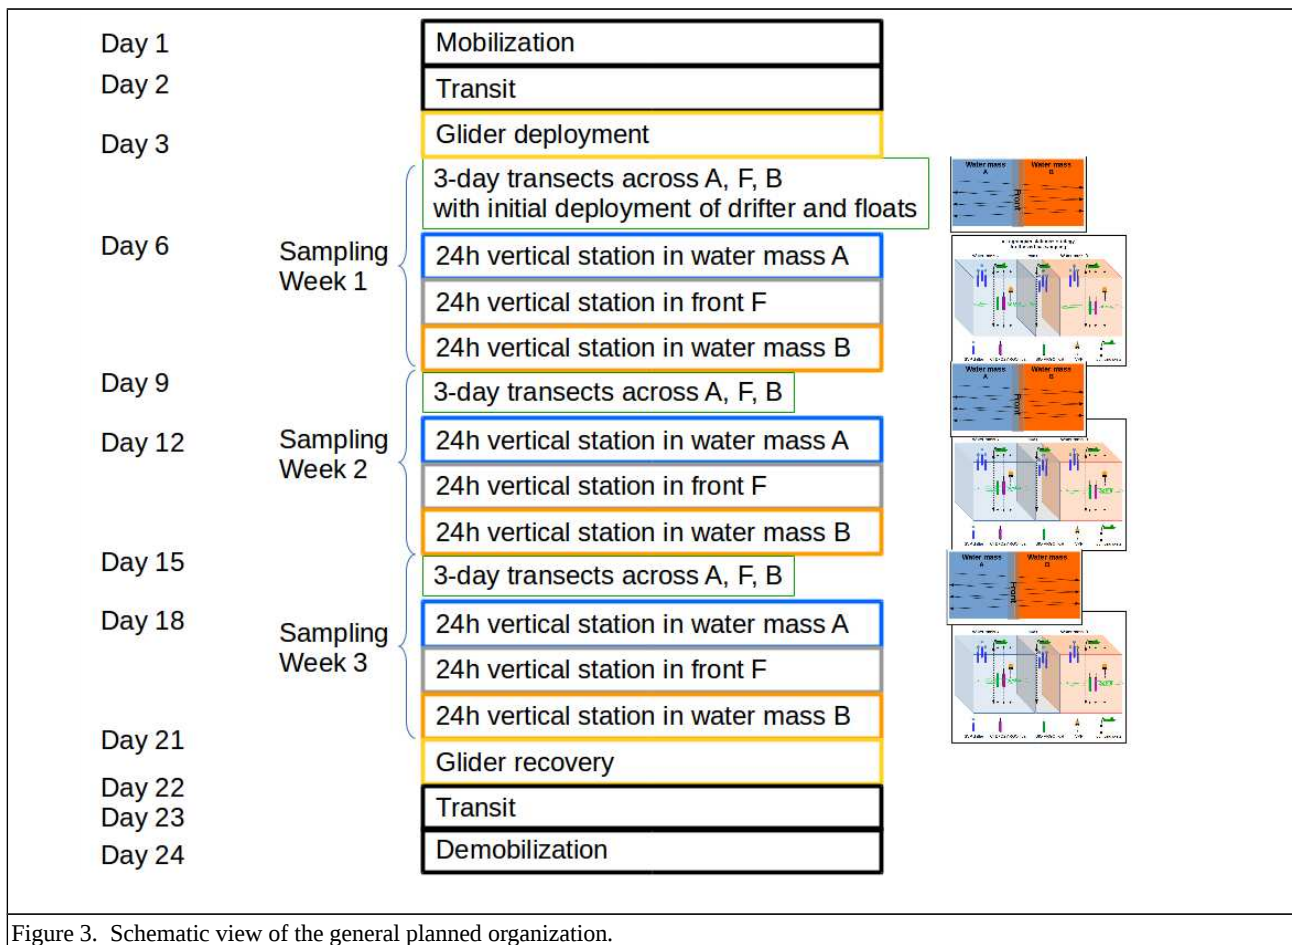 Day 1
Mobilization
Day 2
Transit
Day 3
Glider deployment
3-day transects across A, F, B
with initial deployment of drifter and floats
Water mass
A
Water mass
B
Front
Day 6
Sampling
Week 1
24h vertical station in water mass A
24h vertical station in front F
24h vertical station in water mass B
Day 9
3-day transects across A, F, B
Water mass
A
Water mass
B
Front
Day 12
Sampling
Week 2
24h vertical station in water mass A
24h vertical station in front F
24h vertical station in water mass B
Day 15
3-day transects across A, F, B
Water mass
A
Water mass
B
Front
Day 18
Sampling
Week 3
24h vertical station in water mass A
24h vertical station in front F
24h vertical station in water mass B
Day 21
Glider recovery
Day 22
Transit
Day 23
Day 24
Demobilization
Figure 3. Schematic view of the general planned organization.